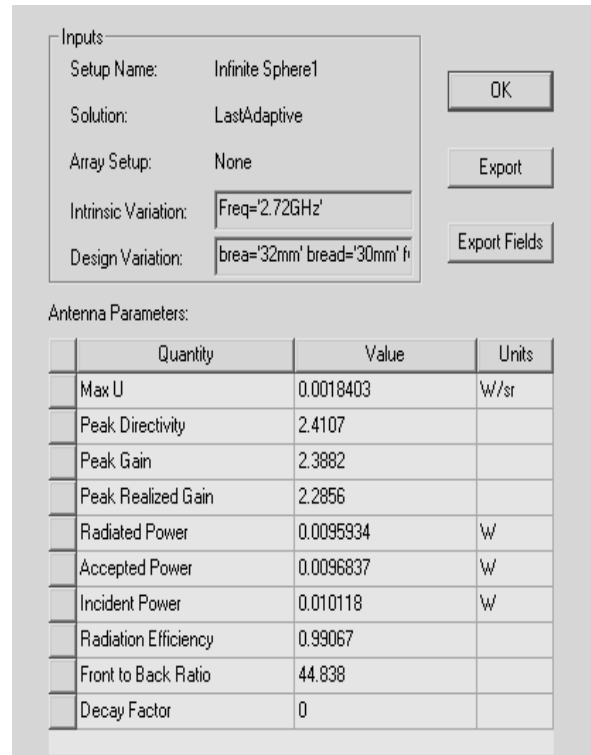 Inputs
Setup Name: Infinite Sphere1
OK
Solution: LastAdaptive
Array Setup: None
Export
Intrinsic Variation: Freq='2.72GHz'
Design Variation: brea='32mm' bread='30mm'
Export Fields
Antenna Parameters:
Quantity Value Units
Max U 0.0018403 W/sr
Peak Directivity 2.4107
Peak Gain 2.3882
Peak Realized Gain 2.2856
Radiated Power 0.0095934 W
Accepted Power 0.0096837 W
Incident Power 0.010118 W
Radiation Efficiency 0.99067
Front to Back Ratio 44.838
Decay Factor 0